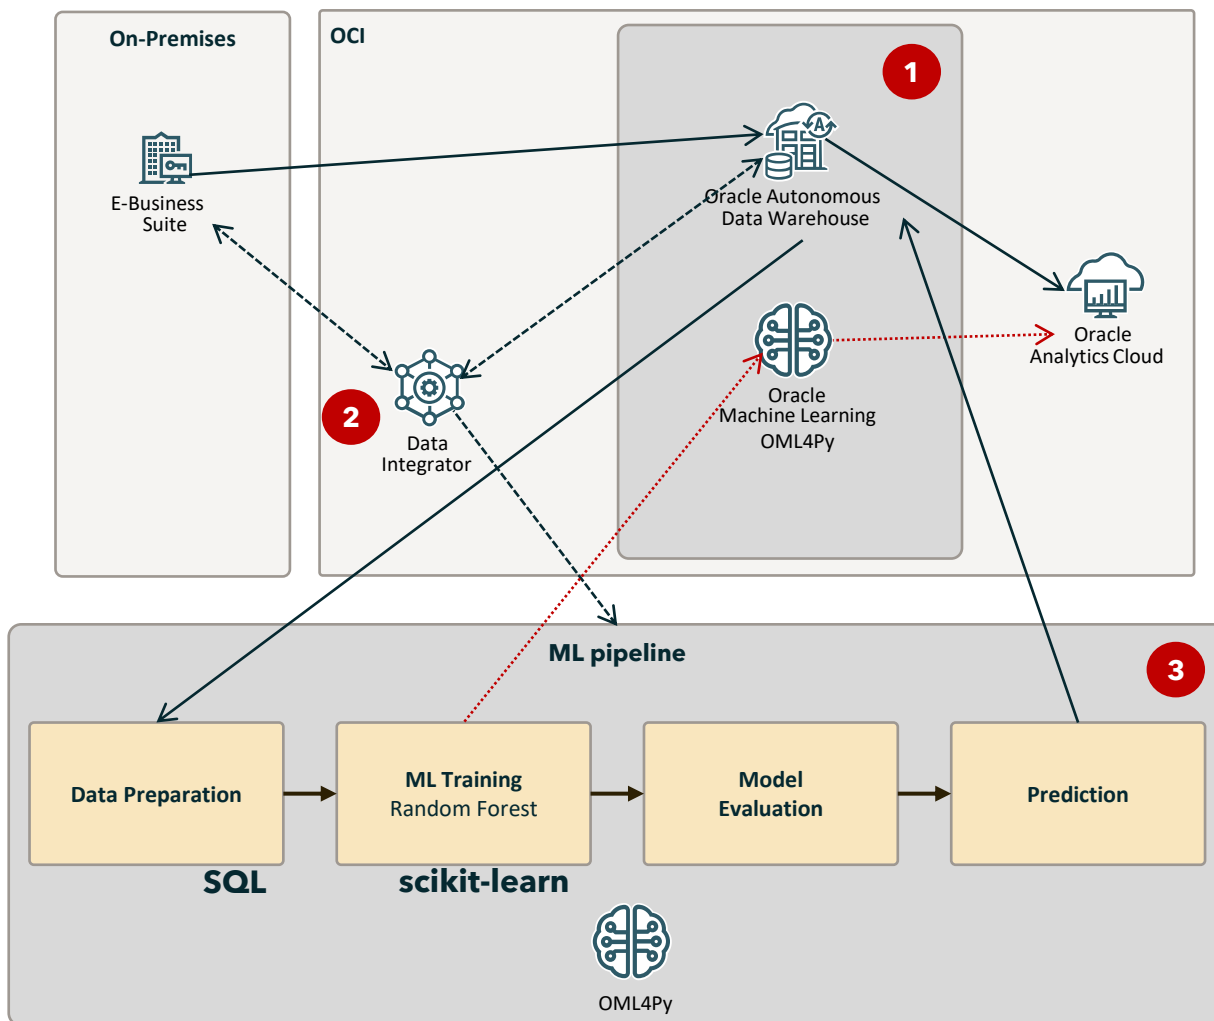 On-Premises
OCI
1
A
E-Business
Suite
Oracle Autonomous
Data Warehouse
Oracle
Analytics Cloud
Oracle
Machine Learning
OML4Py
2
Data
Integrator
ML pipeline
3
Data Preparation
ML Training
Random Forest
Model
Evaluation
Prediction
SQL
scikit-learn
OML4Py